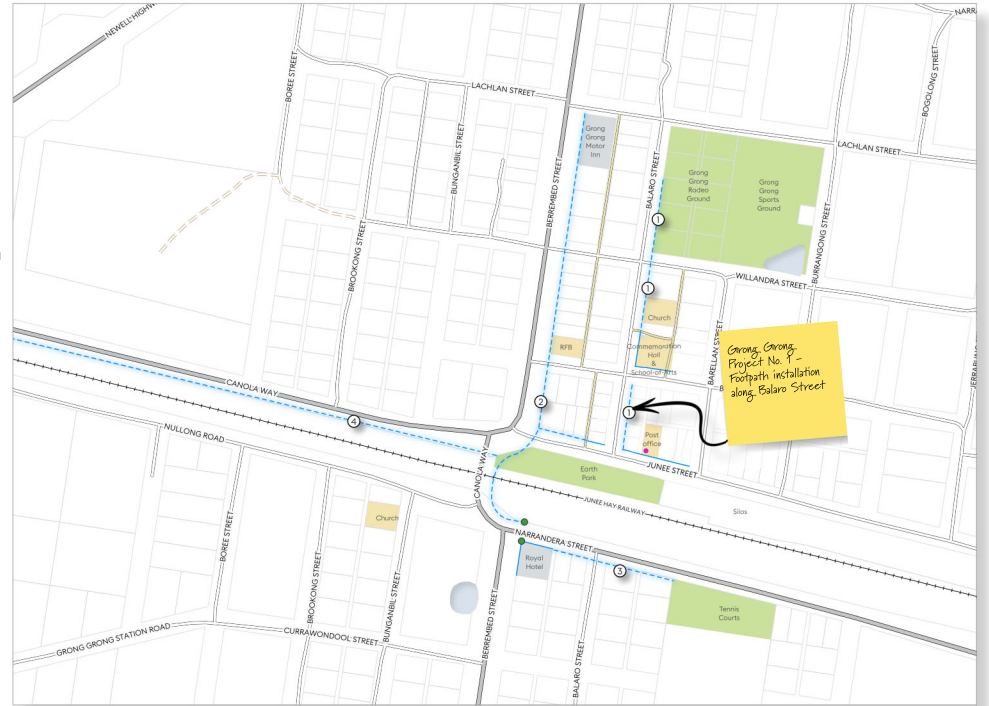 NEWELL HIGHWAY
NARR
BOREE STREET
LACHLAN STREET
BUNGANBIL STREET
BERREMBED STREET
Grong
Grong
Motor
Inn
BALARO STREET
BOGOLONG STREET
LACHLAN STREET
Grong
Grong
Rodeo
Ground
Grong
Grong
Sports
Ground
1
BURRANGONG STREET
BROOKONG STREET
WILLANDRA STREET
1
Church
RFB
Commemoration
Hall
&
School-of-Arts
BARELLAN STREET
B
Grong Grong
Project No. 1 -
Footpath installation
along Balaro Street
CANOLA WAY
4
2
1
Post
office
JUNEE STREET
NULLONG ROAD
CANOLA WAY
Earth
Park
JUNEE HAY RAILWAY
Silos
Church
NARRANDERA STREET
Royal
Hotel
3
BOREE STREET
BROOKONG STREET
BUNGANBIL STREET
BERREMBED STREET
BALARO STREET
Tennis
Courts
GRONG GRONG STATION ROAD
CURRAWONDOOL STREET